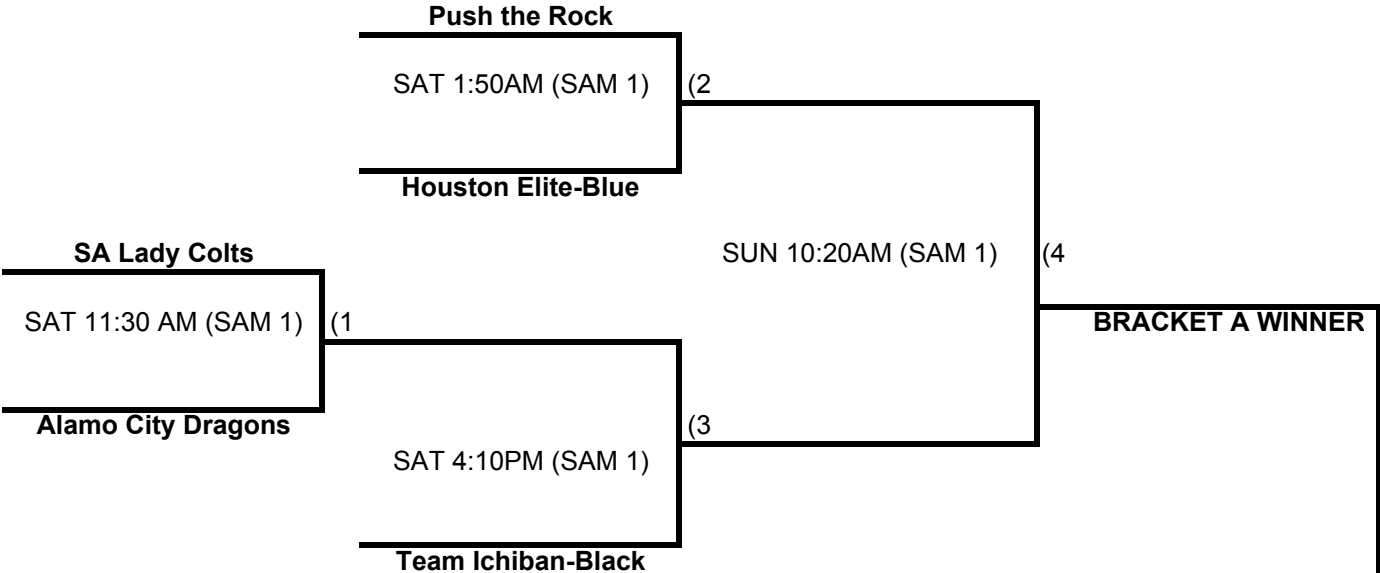 Push the Rock
SAT 1:50AM (SAM 1)
(2
Houston Elite-Blue
SA Lady Colts
SUN 10:20AM (SAM 1)
(4
SAT 11:30 AM (SAM 1)
(1
BRACKET A WINNER
Alamo City Dragons
(3
SAT 4:10PM (SAM 1)
Team Ichiban-Black